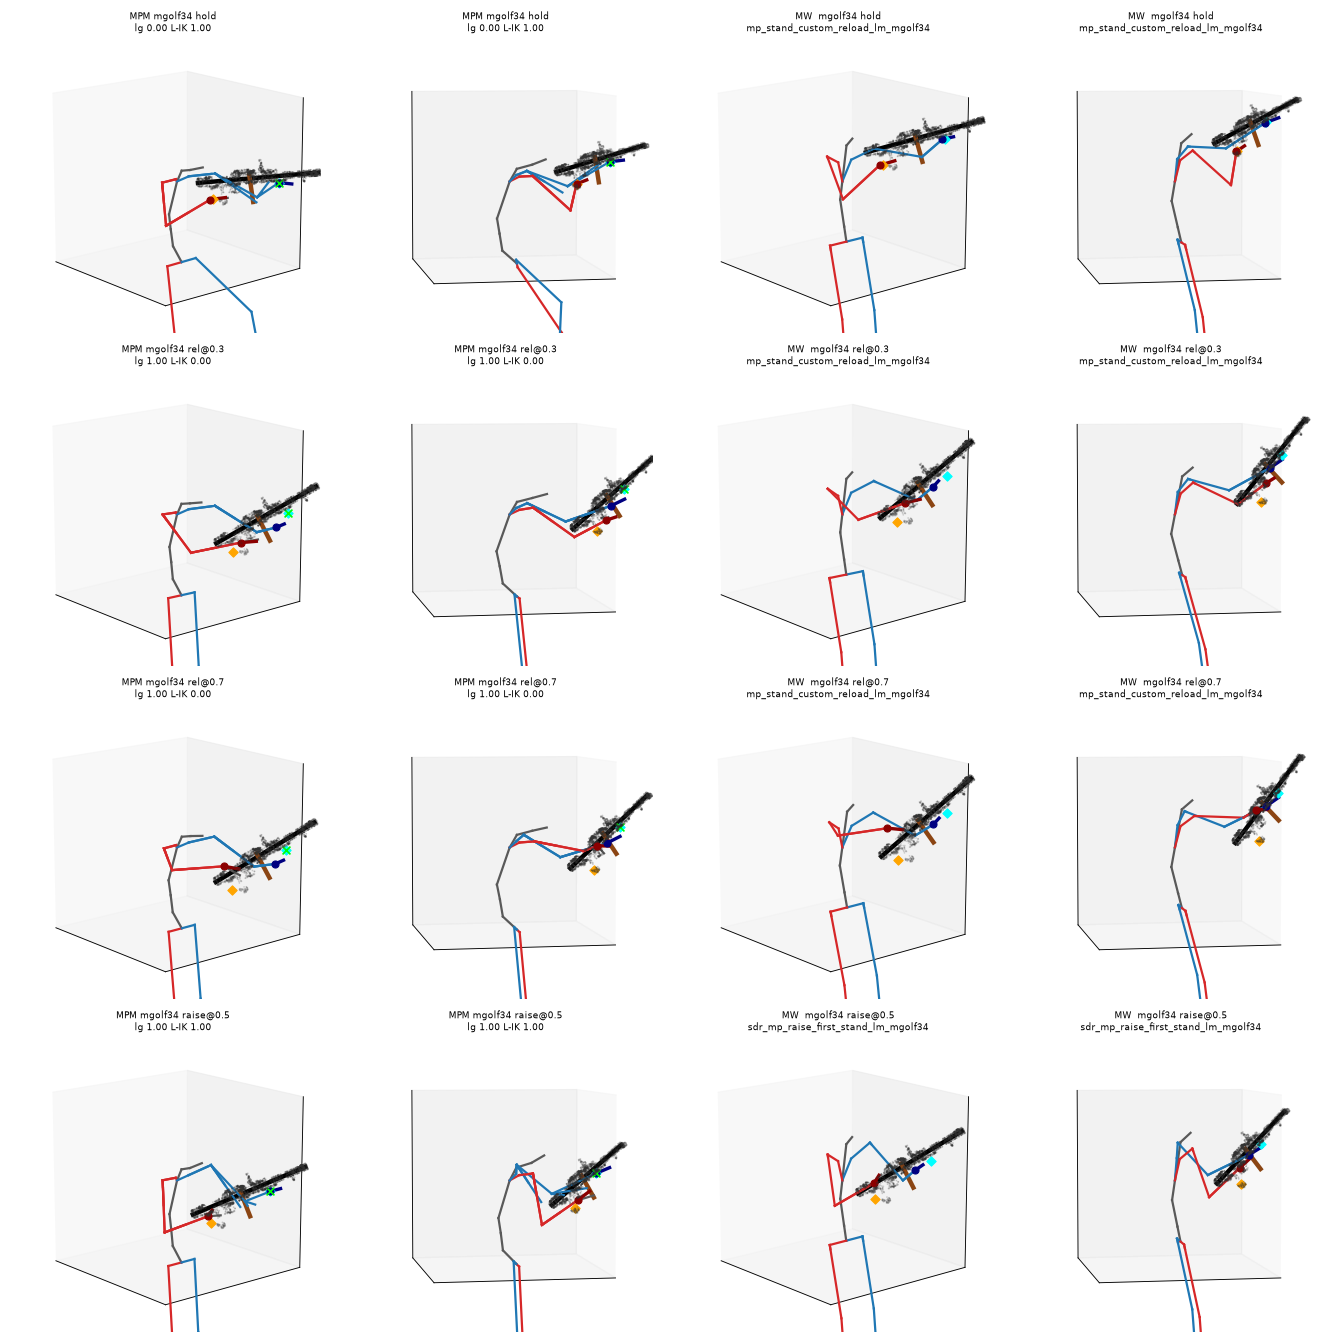 MPM mgolf34 hold
lg 0.00 L-IK 1.00
MPM mgolf34 hold
lg 0.00 L-IK 1.00
MW  mgolf34 hold
mp_stand_custom_reload_lm_mgolf34
MW  mgolf34 hold
mp_stand_custom_reload_lm_mgolf34
MPM mgolf34 rel@0.3
lg 1.00 L-IK 0.00
MPM mgolf34 rel@0.3
lg 1.00 L-IK 0.00
MW  mgolf34 rel@0.3
mp_stand_custom_reload_lm_mgolf34
MW  mgolf34 rel@0.3
mp_stand_custom_reload_lm_mgolf34
MPM mgolf34 rel@0.7
lg 1.00 L-IK 0.00
MPM mgolf34 rel@0.7
lg 1.00 L-IK 0.00
MW  mgolf34 rel@0.7
mp_stand_custom_reload_lm_mgolf34
MW  mgolf34 rel@0.7
mp_stand_custom_reload_lm_mgolf34
MPM mgolf34 raise@0.5
lg 1.00 L-IK 1.00
MPM mgolf34 raise@0.5
lg 1.00 L-IK 1.00
MW  mgolf34 raise@0.5
sdr_mp_raise_first_stand_lm_mgolf34
MW  mgolf34 raise@0.5
sdr_mp_raise_first_stand_lm_mgolf34